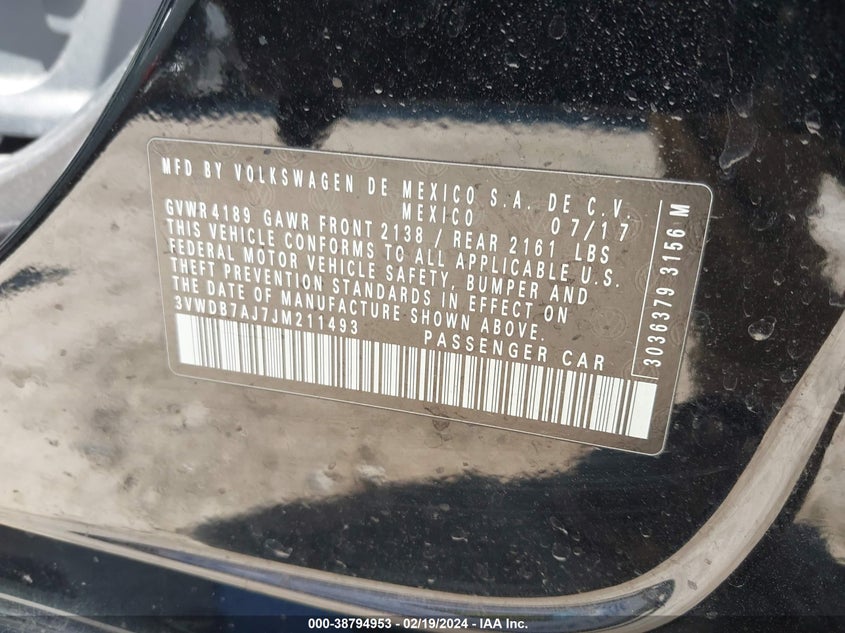 MFD BY VOLKSWAGEN DE MEXICO S.A. DE C.V.
MEXICO 07/17
GVWR 4189 GAWR FRONT 2138 / REAR 2161 LBS
THIS VEHICLE CONFORMS TO ALL APPLICABLE U.S.
FEDERAL MOTOR VEHICLE SAFETY, BUMPER AND
THEFT PREVENTION STANDARDS IN EFFECT ON
THE DATE OF MANUFACTURE SHOWN ABOVE.
3VWDB7AJ7JM211493 PASSENGER CAR
3036379 3156 M
000-38794953 - 02/19/2024 - IAA Inc.